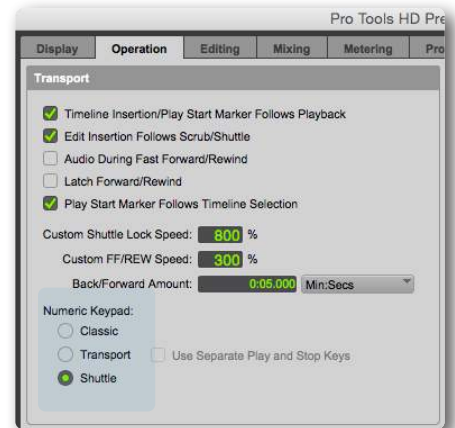 Pro Tools HD Pre
Display Operation Editing Mixing Metering Pro
Transport
Timeline Insertion/Play Start Marker Follows Playback
Edit Insertion Follows Scrub/Shuttle
Audio During Fast Forward/Rewind
Latch Forward/Rewind
Play Start Marker Follows Timeline Selection
Custom Shuttle Lock Speed: 800 %
Custom FF/REW Speed: 300 %
Back/Forward Amount: 0:05.000 Min:Secs
Numeric Keypad:
Classic
Transport Use Separate Play and Stop Keys
Shuttle